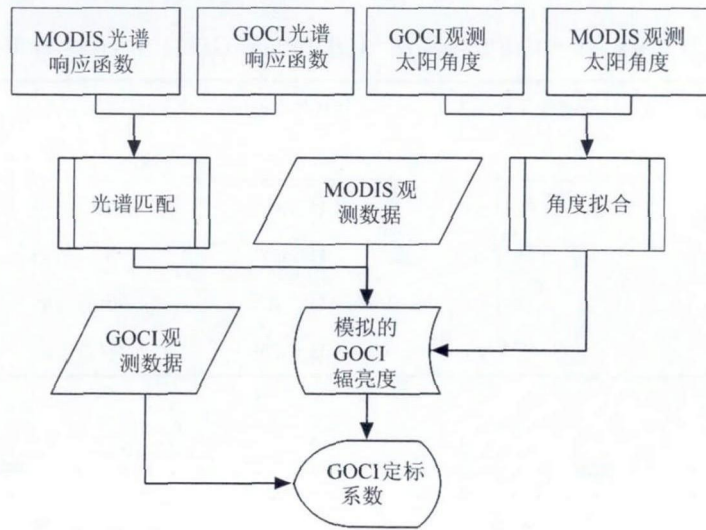 MODIS光谱
响应函数
GOCI光谱
响应函数
GOCI观测
太阳角度
MODIS观测
太阳角度
光谱匹配
MODIS观
测数据
角度拟合
GOCI观
测数据
模拟的
GOCI
辐亮度
GOCI定标
系数